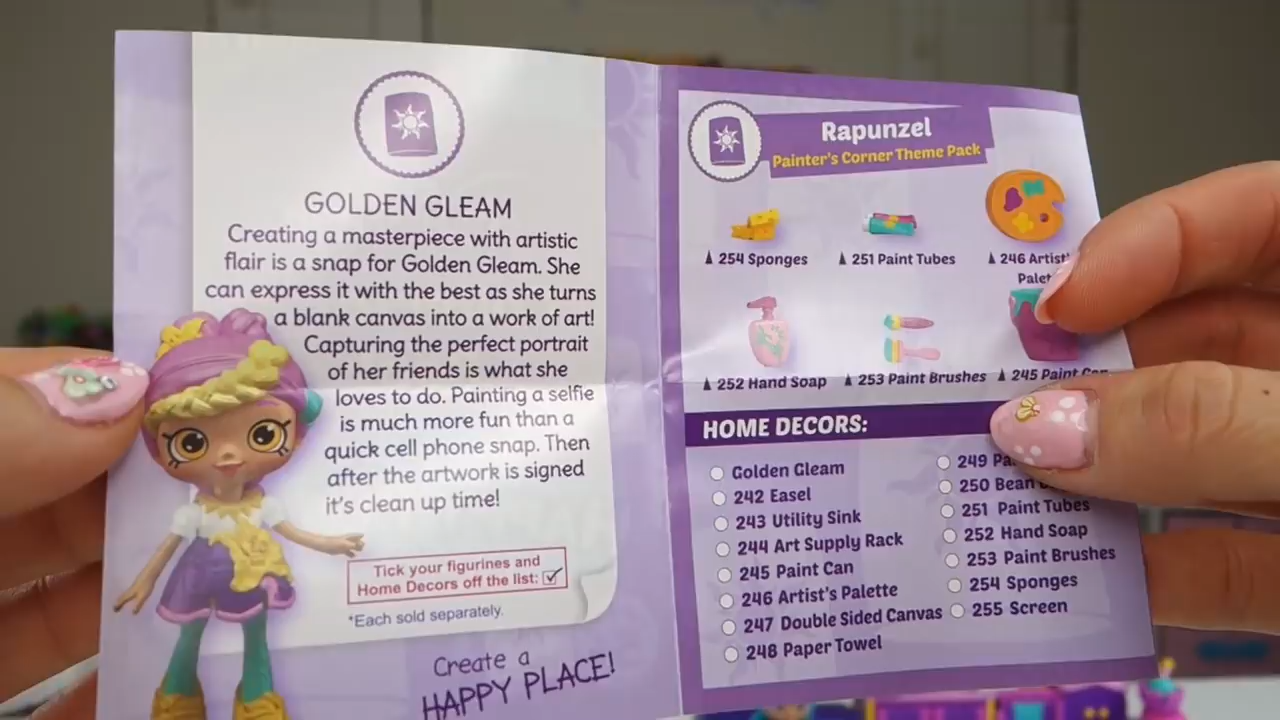 GOLDEN GLEAM
Creating a masterpiece with artistic
flair is a snap for Golden Gleam. She
can express it with the best as she turns
a blank canvas into a work of art!
Capturing the perfect portrait
of her friends is what she
loves to do. Painting a selfie
is much more fun than a
quick cell phone snap. Then
after the artwork is signed
it's clean up time!
Tick your figurines and
Home Decors off the list:
*Each sold separately.
Create a
HAPPY PLACE!
Rapunzel
Painter's Corner Theme Pack
254 Sponges
251 Paint Tubes
246 Artist'
252 Hand Soap
253 Paint Brushes
245 Paint
HOME DECORS:
Golden Gleam
242 Easel
243 Utility Sink
244 Art Supply Rack
245 Paint Can
246 Artist's Palette
247 Double Sided Canvas
248 Paper Towel
249
250 Bean
251 Paint Tubes
252 Hand Soap
253 Paint Brushes
254 Sponges
255 Screen